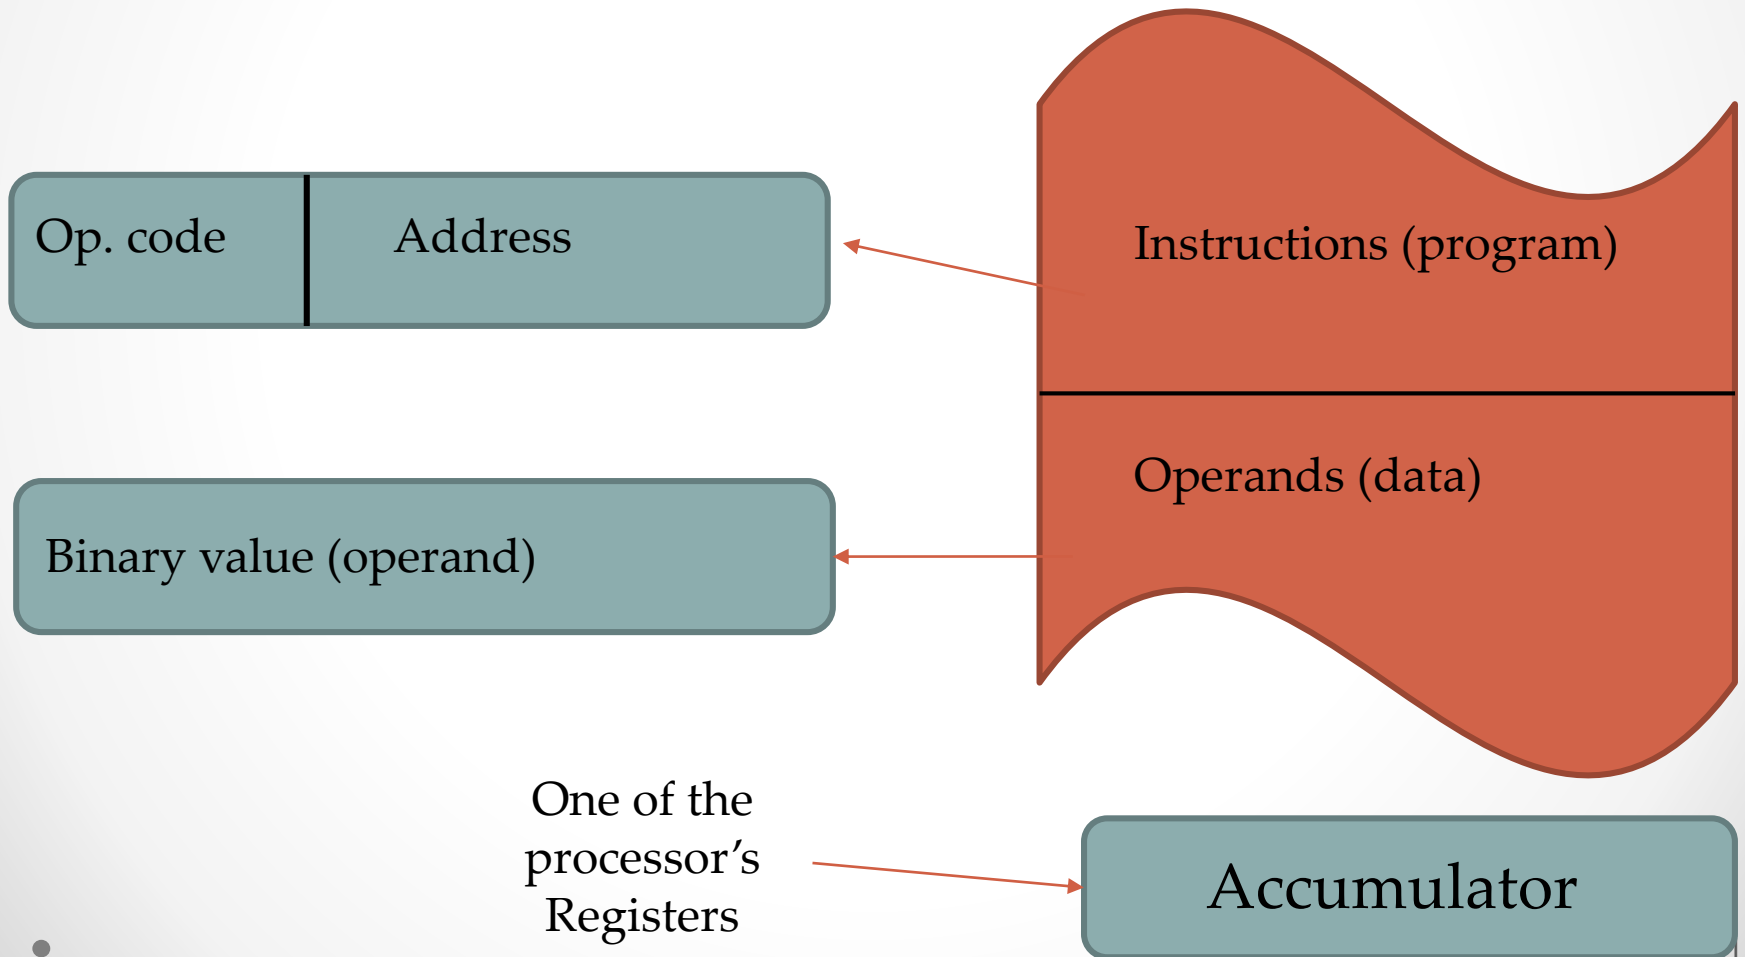 Op. code
Address
Instructions (program)
Operands (data)
Binary value (operand)
One of the
processor’s
Registers
Accumulator